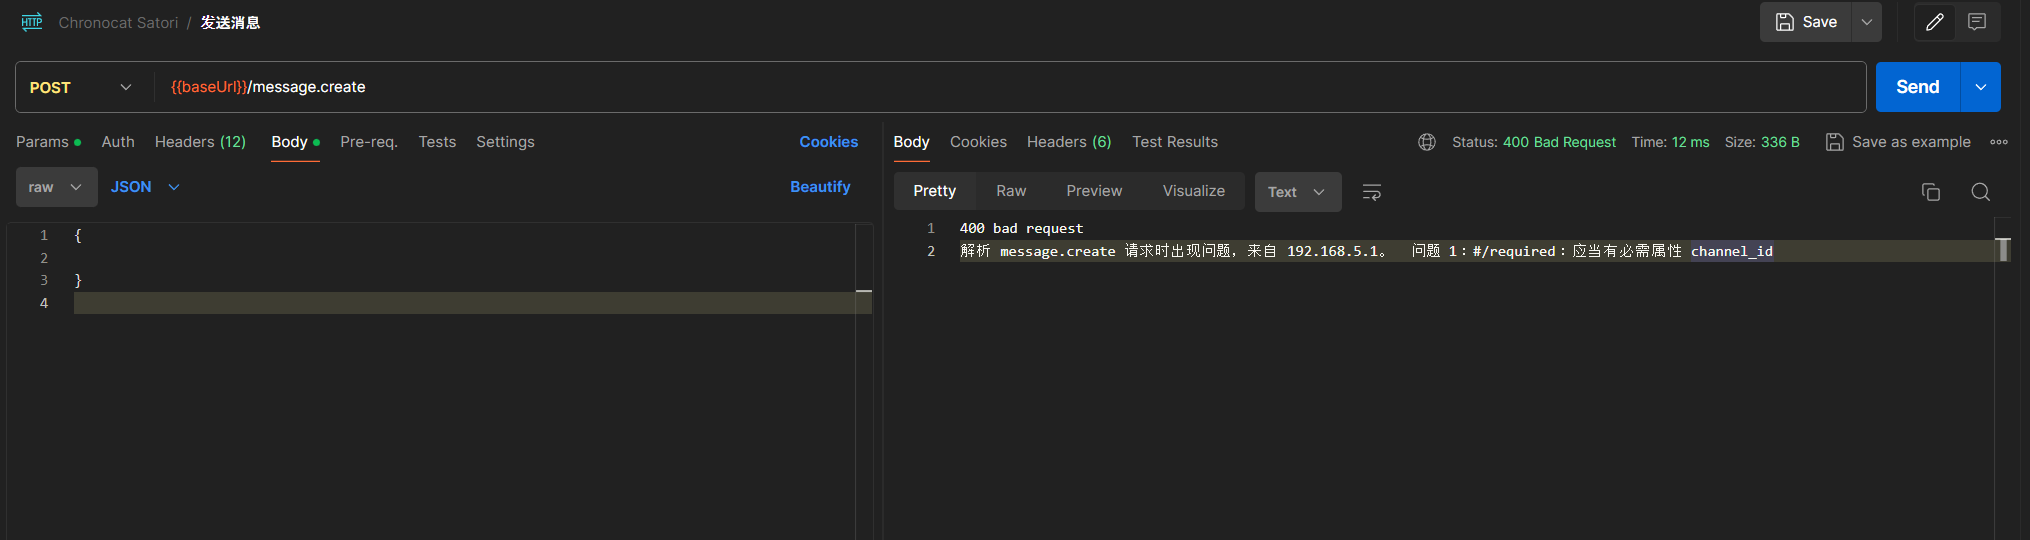 HTTP Chronocat Satori / 发送消息 Save
POST {{baseUrl}}/message.create Send
Params Auth Headers (12) Body Pre-req. Tests Settings Cookies
raw JSON Beautify
1 {
2
3 }
4
Body Cookies Headers (6) Test Results Status: 400 Bad Request Time: 12 ms Size: 336 B Save as example
Pretty Raw Preview Visualize Text
1 400 bad request
2 解析 message.create 请求时出现问题，来自 192.168.5.1。 问题 1：#/required：应当有必需属性 channel_id